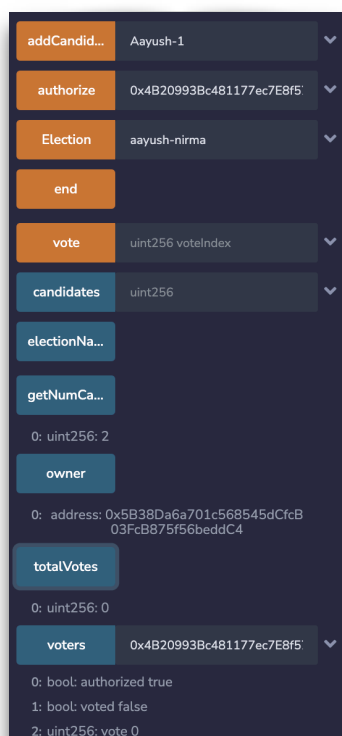 addCandid... Aayush-1
authorize 0x4B20993Bc481177ec7E8f5:
Election aayush-nirma
end
vote uint256 voteIndex
candidates uint256
electionNa...
getNumCa...
0: uint256: 2
owner
0: address: 0x5B38Da6a701c568545dCfcB
03FcB875f56beddC4
totalVotes
0: uint256: 0
voters 0x4B20993Bc481177ec7E8f5:
0: bool: authorized true
1: bool: voted false
2: uint256: vote 0